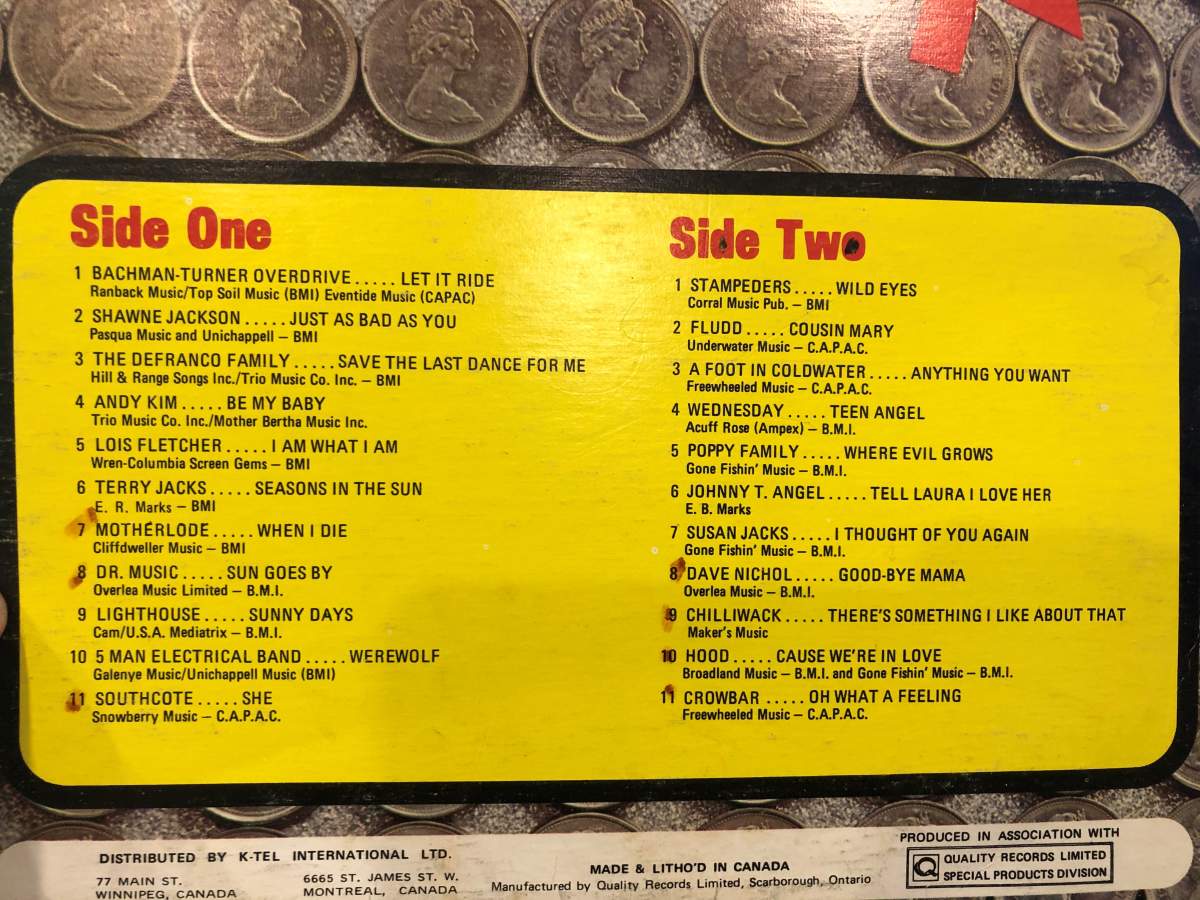 Side One
1 BACHMAN-TURNER OVERDRIVE ..... LET IT RIDE
Ranback Music/Top Soil Music (BMI) Eventide Music (CAPAC)
2 SHAWNE JACKSON ..... JUST AS BAD AS YOU
Pasqua Music and Unichappell – BMI
3 THE DEFRANCO FAMILY ..... SAVE THE LAST DANCE FOR ME
Hill & Range Songs Inc./Trio Music Co. Inc. – BMI
4 ANDY KIM ..... BE MY BABY
Trio Music Co. Inc./Mother Bertha Music Inc.
5 LOIS FLETCHER ..... I AM WHAT I AM
Wren-Columbia Screen Gems – BMI
6 TERRY JACKS ..... SEASONS IN THE SUN
E. R. Marks – BMI
7 MOTHERLODE ..... WHEN I DIE
Cliffdweller Music – BMI
8 DR. MUSIC ..... SUN GOES BY
Overlea Music Limited – B.M.I.
9 LIGHTHOUSE ..... SUNNY DAYS
Cam/U.S.A. Mediatrix – B.M.I.
10 5 MAN ELECTRICAL BAND ..... WEREWOLF
Galenye Music/Unichappell Music (BMI)
11 SOUTHCOTE ..... SHE
Snowberry Music – C.A.P.A.C.
Side Two
1 STAMPEDERS ..... WILD EYES
Corral Music Pub. – BMI
2 FLUDD ..... COUSIN MARY
Underwater Music – C.A.P.A.C.
3 A FOOT IN COLDWATER ..... ANYTHING YOU WANT
Freewheeled Music – C.A.P.A.C.
4 WEDNESDAY ..... TEEN ANGEL
Acuff Rose (Ampex) – B.M.I.
5 POPPY FAMILY ..... WHERE EVIL GROWS
Gone Fishin' Music – B.M.I.
6 JOHNNY T. ANGEL ..... TELL LAURA I LOVE HER
E. B. Marks
7 SUSAN JACKS ..... I THOUGHT OF YOU AGAIN
Gone Fishin' Music – B.M.I.
8 DAVE NICHOL ..... GOOD-BYE MAMA
Overlea Music – B.M.I.
9 CHILLIWACK ..... THERE'S SOMETHING I LIKE ABOUT THAT
Maker's Music
10 HOOD ..... CAUSE WE'RE IN LOVE
Broadland Music – B.M.I. and Gone Fishin' Music – B.M.I.
11 CROWBAR ..... OH WHAT A FEELING
Freewheeled Music – C.A.P.A.C.
DISTRIBUTED BY K-TEL INTERNATIONAL LTD.
77 MAIN ST.
WINNIPEG, CANADA
6665 ST. JAMES ST. W.
MONTREAL, CANADA
MADE & LITHO'D IN CANADA
Manufactured by Quality Records Limited, Scarborough, Ontario
PRODUCED IN ASSOCIATION WITH
Q QUALITY RECORDS LIMITED
SPECIAL PRODUCTS DIVISION